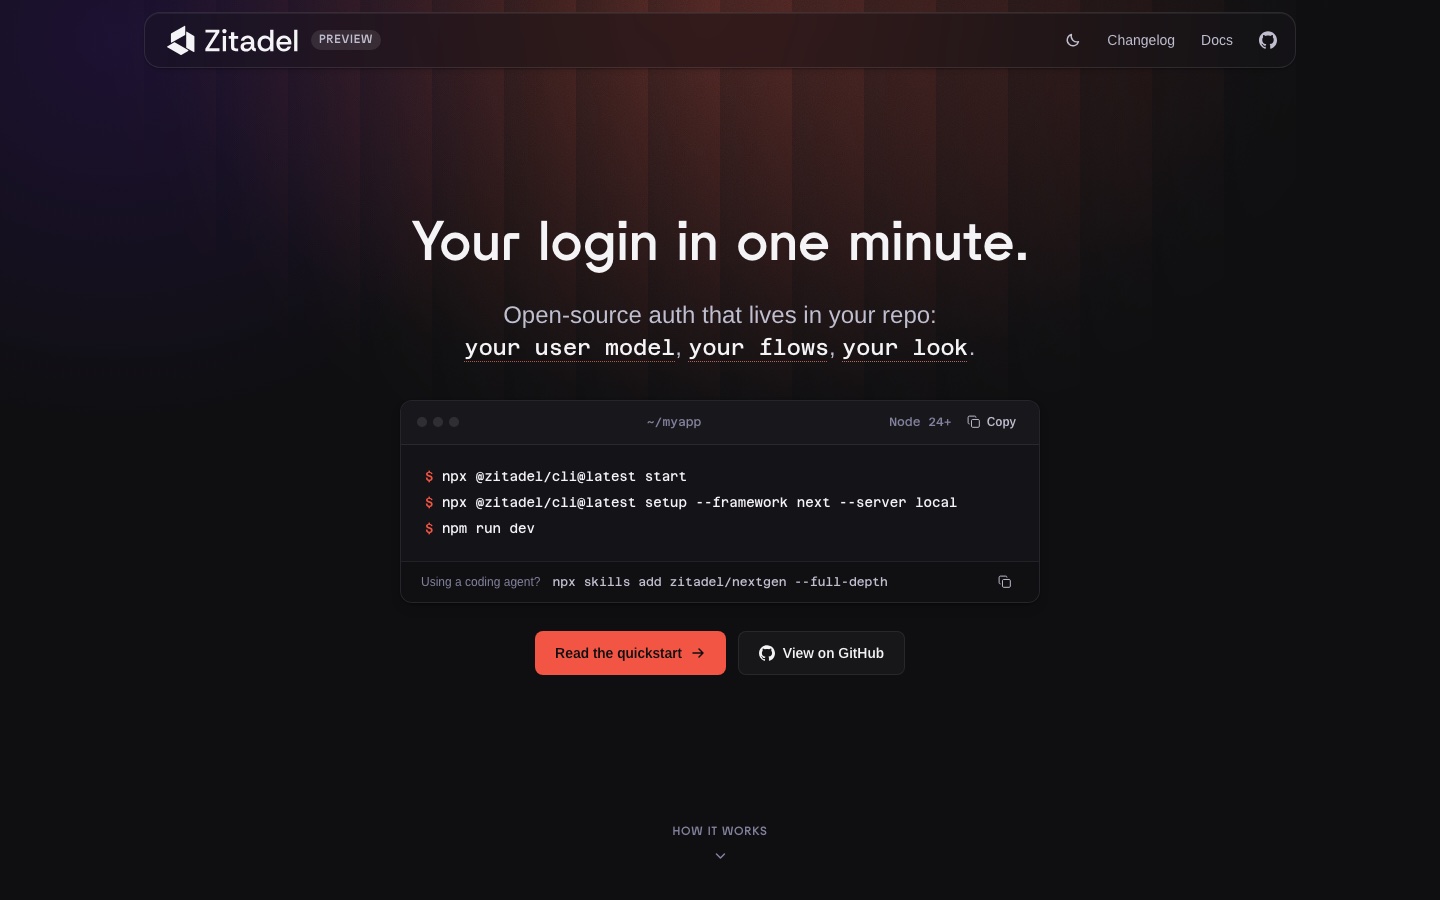 Zitadel PREVIEW Changelog Docs
Your login in one minute.
Open-source auth that lives in your repo:
your user model, your flows, your look.
~/myapp Node 24+ Copy
$ npx @zitadel/cli@latest start
$ npx @zitadel/cli@latest setup --framework next --server local
$ npm run dev
Using a coding agent? npx skills add zitadel/nextgen --full-depth
Read the quickstart → View on GitHub
HOW IT WORKS